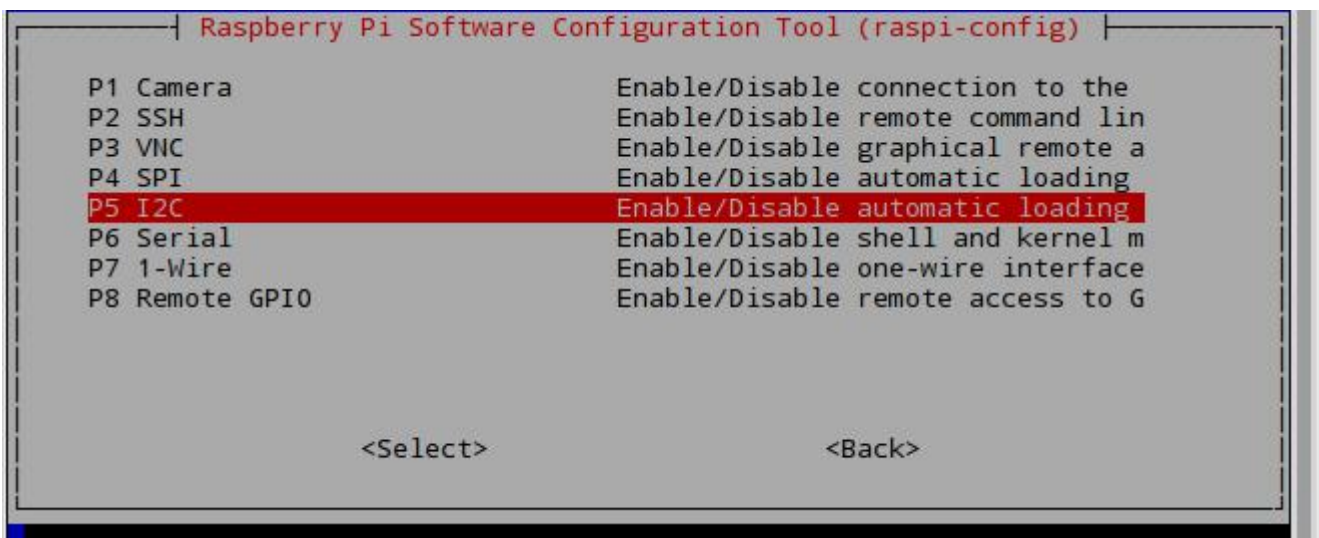 Raspberry Pi Software Configuration Tool (raspi-config)
P1 Camera Enable/Disable connection to the
P2 SSH Enable/Disable remote command lin
P3 VNC Enable/Disable graphical remote a
P4 SPI Enable/Disable automatic loading
P5 I2C Enable/Disable automatic loading
P6 Serial Enable/Disable shell and kernel m
P7 1-Wire Enable/Disable one-wire interface
P8 Remote GPIO Enable/Disable remote access to G
<Select> <Back>